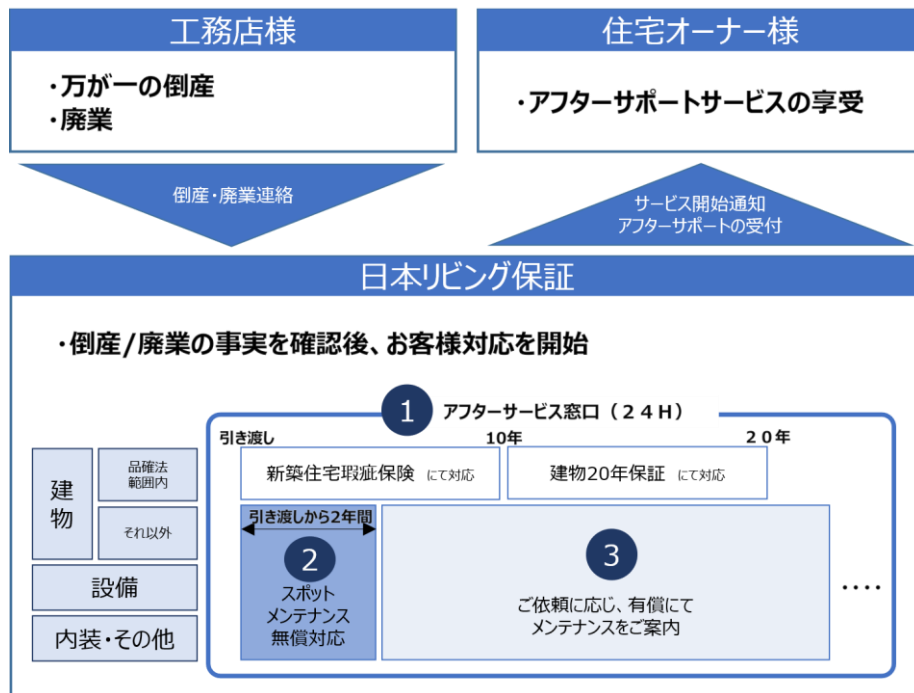 工務店様
・万が一の倒産
・廃業
住宅オーナー様
・アフターサポートサービスの享受
倒産・廃業連絡
サービス開始通知
アフターサポートの受付
日本リビング保証
・倒産/廃業の事実を確認後、お客様対応を開始
1 アフターサービス窓口（２４H）
引き渡し
10年
２０年
建物
品確法
範囲内
それ以外
設備
内装・その他
新築住宅瑕疵保険 にて対応
建物20年保証 にて対応
引き渡しから2年間
2
スポット
メンテナンス
無償対応
3
ご依頼に応じ、有償にて
メンテナンスをご案内
････